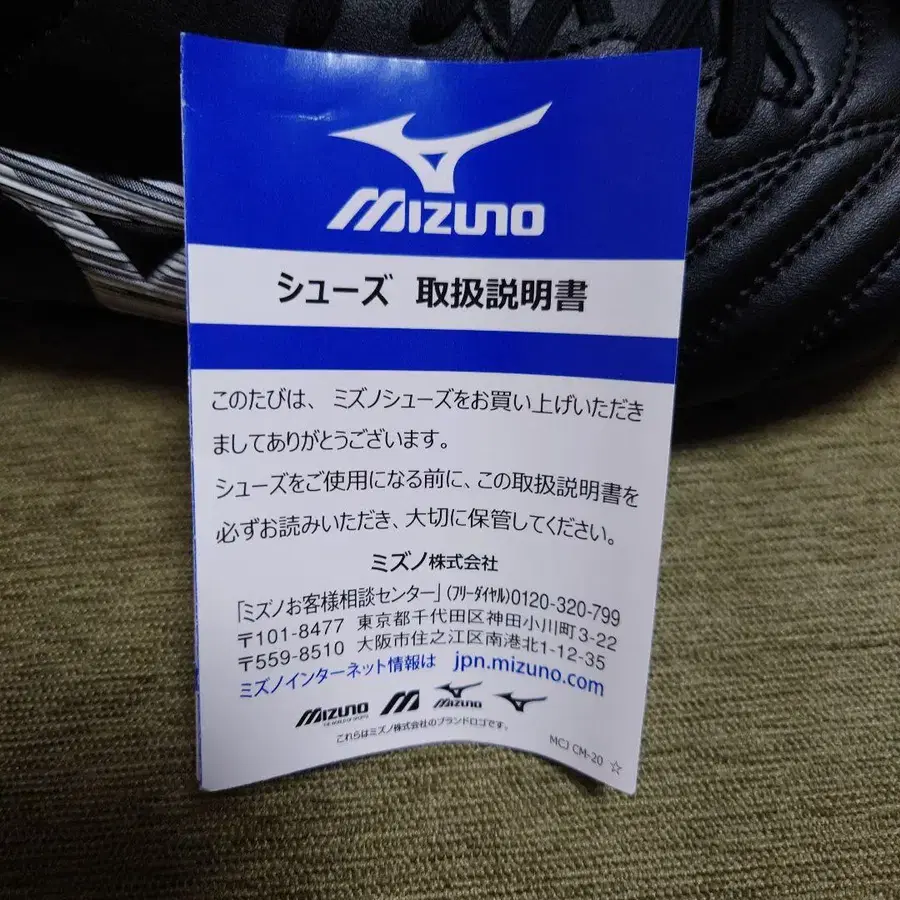 MIZUNO
シューズ 取扱説明書
このたびは、ミズノシューズをお買い上げいただき
ましてありがとうございます。
シューズをご使用になる前に、この取扱説明書を
必ずお読みいただき、大切に保管してください。
ミズノ株式会社
「ミズノお客様相談センター」(フリーダイヤル)0120-320-799
〒101-8477 東京都千代田区神田小川町3-22
〒559-8510 大阪市住之江区南港北1-12-35
ミズノインターネット情報は jpn.mizuno.com
MIZUNO MIZUNO
THE WORLD OF SPORTS
これらはミズノ株式会社のブランドロゴです。
MCJ CM-20 ☆